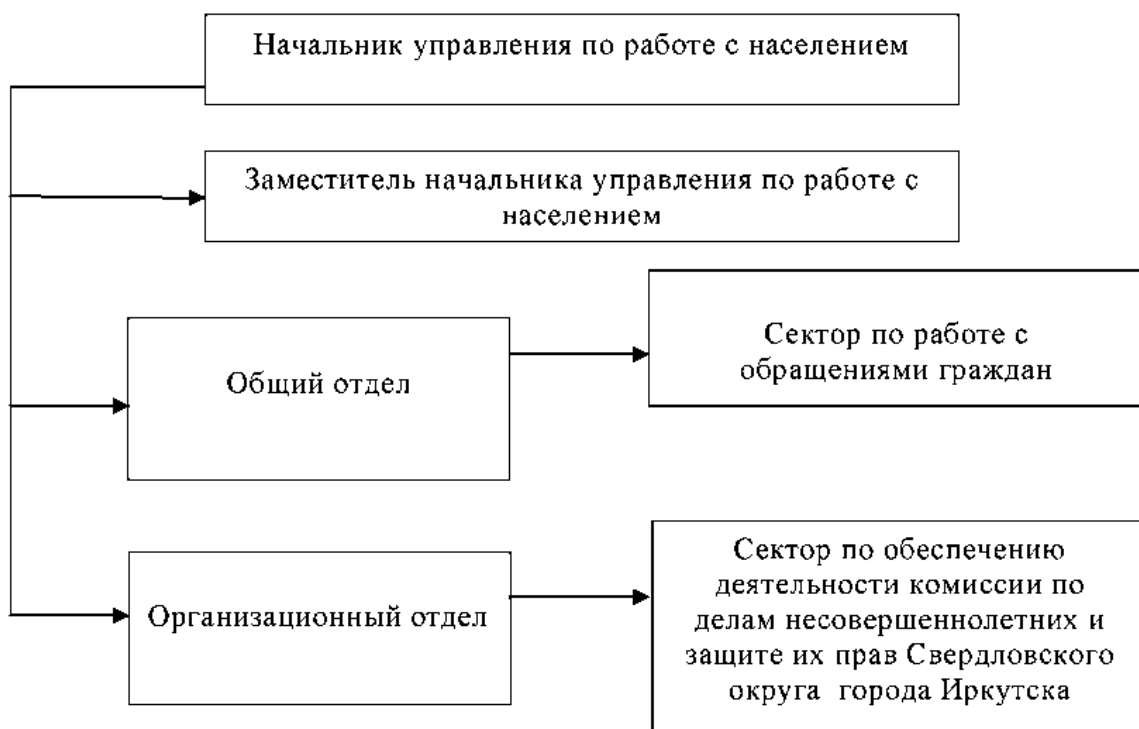 Начальник управления по работе с населением
Заместитель начальника управления по работе с
населением
Общий отдел
Сектор по работе с
обращениями граждан
Организационный отдел
Сектор по обеспечению
деятельности комиссии по
делам несовершеннолетних и
защите их прав Свердловского
округа города Иркутска